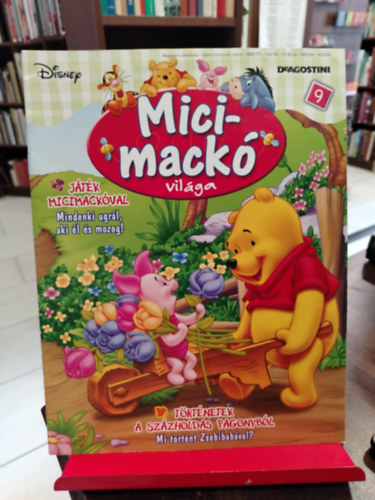 Disney
DeAGOSTINI
9
Mici-
mackó
világa
JÁTÉK
MICIMACKÓVAL
Mindenki ugrál,
aki él és mozog!
TÖRTÉNETEK
A SZÁZHOLDAS PAGONYBÓL
Mi történt Zsebibabával?